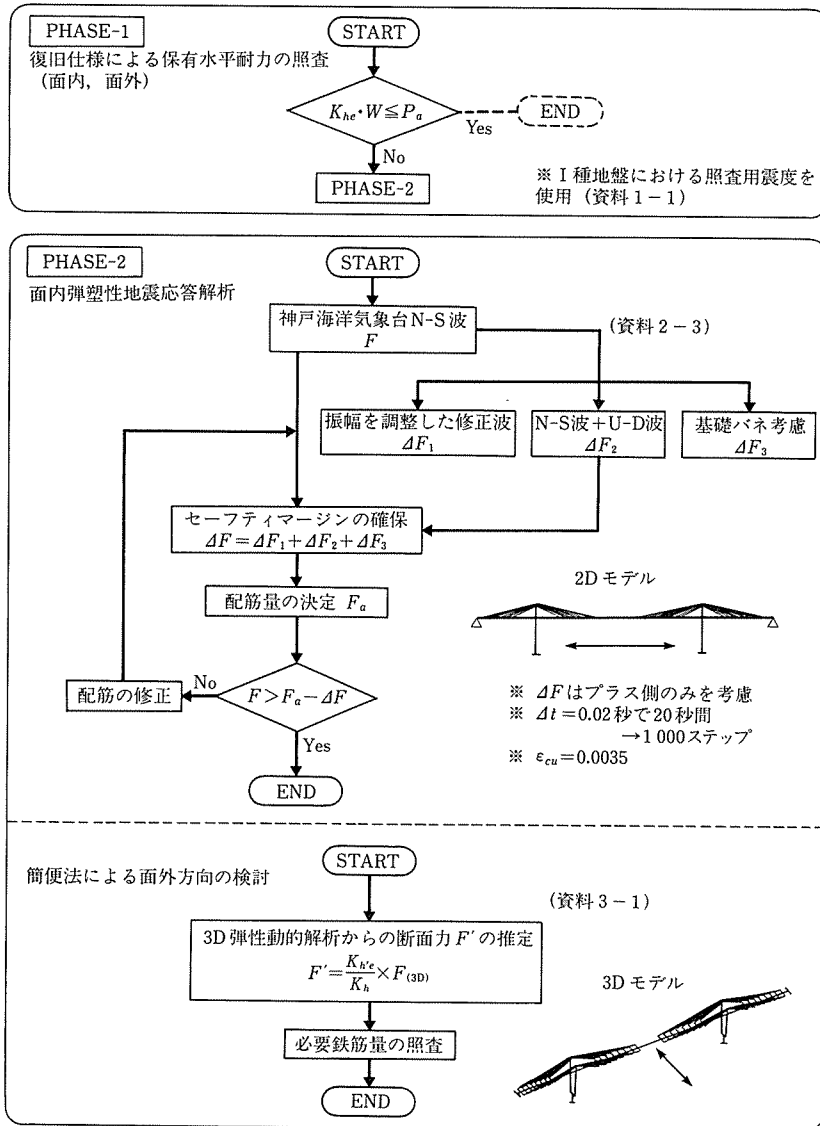 PHASE-1
START
復旧仕様による保有水平耐力の照査
(面内, 面外)
K_{he}・W≦P_a
Yes
END
No
PHASE-2
※ I 種地盤における照査用震度を
使用 (資料1-1)
PHASE-2
START
面内弾塑性地震応答解析
神戸海洋気象台N-S波
F
(資料2-3)
振幅を調整した修正波
ΔF₁
N-S波+U-D波
ΔF₂
基礎バネ考慮
ΔF₃
セーフティマージンの確保
ΔF=ΔF₁+ΔF₂+ΔF₃
配筋量の決定 F_a
2Dモデル
配筋の修正
No
F>F_a-ΔF
Yes
END
※ ΔFはプラス側のみを考慮
※ Δt=0.02秒で20秒間
→1 000ステップ
※ ε_{cu}=0.0035
START
簡便法による面外方向の検討
(資料3-1)
3D弾性動的解析からの断面力F'の推定
F'=K_{h'e}/K_h×F_{(3D)}
3Dモデル
必要鉄筋量の照査
END